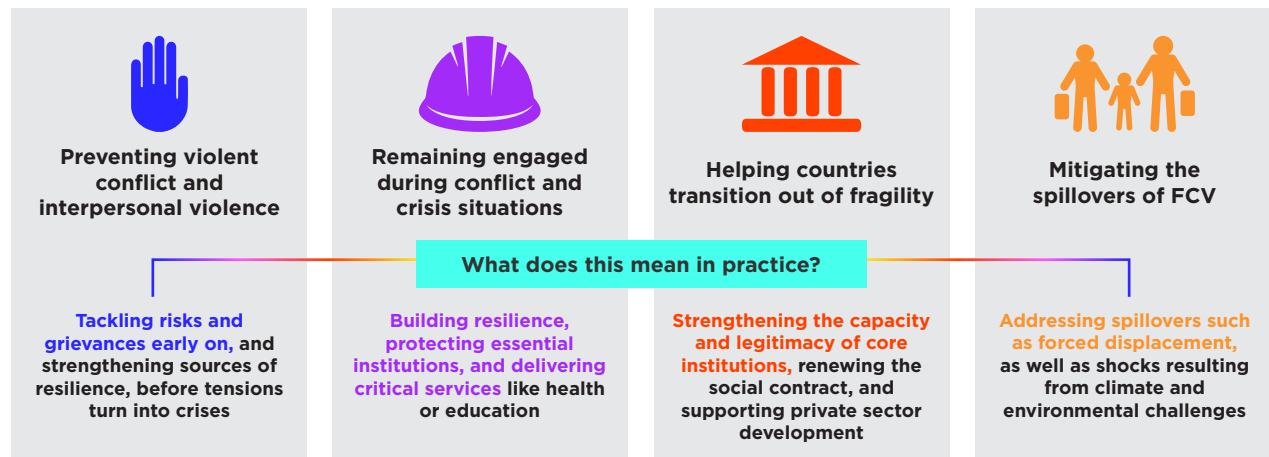 Preventing violent
conflict and
interpersonal violence
Remaining engaged
during conflict and
crisis situations
Helping countries
transition out of fragility
Mitigating the
spillovers of FCV
What does this mean in practice?
Tackling risks and
grievances early on, and
strengthening sources of
resilience, before tensions
turn into crises
Building resilience,
protecting essential
institutions, and delivering
critical services like health
or education
Strengthening the capacity
and legitimacy of core
institutions, renewing the
social contract, and
supporting private sector
development
Addressing spillovers such
as forced displacement,
as well as shocks resulting
from climate and
environmental challenges